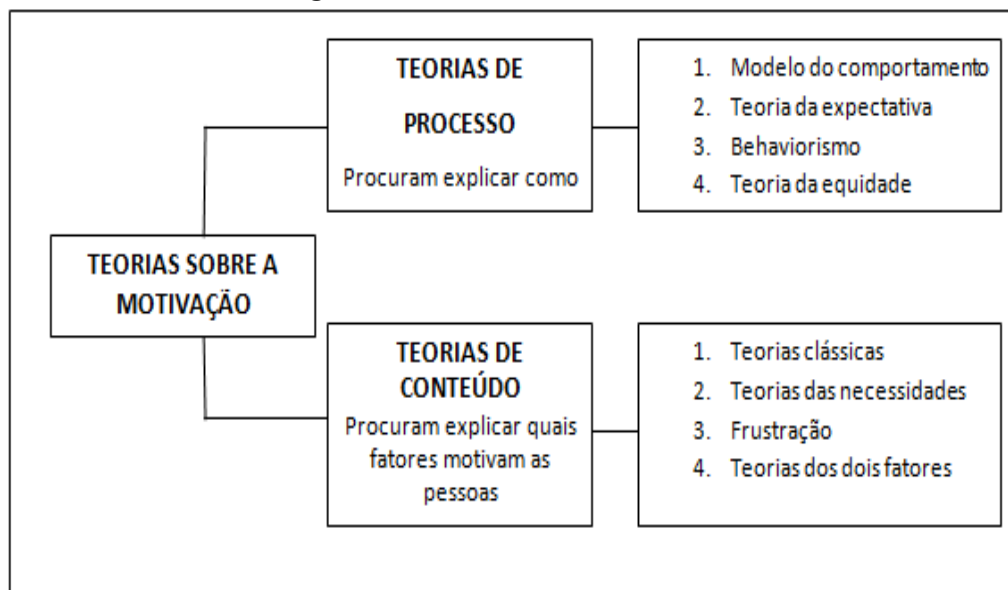 TEORIAS SOBRE A
MOTIVAÇÃO
TEORIAS DE
PROCESSO
Procuram explicar como
1. Modelo do comportamento
2. Teoria da expectativa
3. Behaviorismo
4. Teoria da equidade
TEORIAS DE
CONTEÚDO
Procuram explicar quais
fatores motivam as
pessoas
1. Teorias clássicas
2. Teorias das necessidades
3. Frustração
4. Teorias dos dois fatores